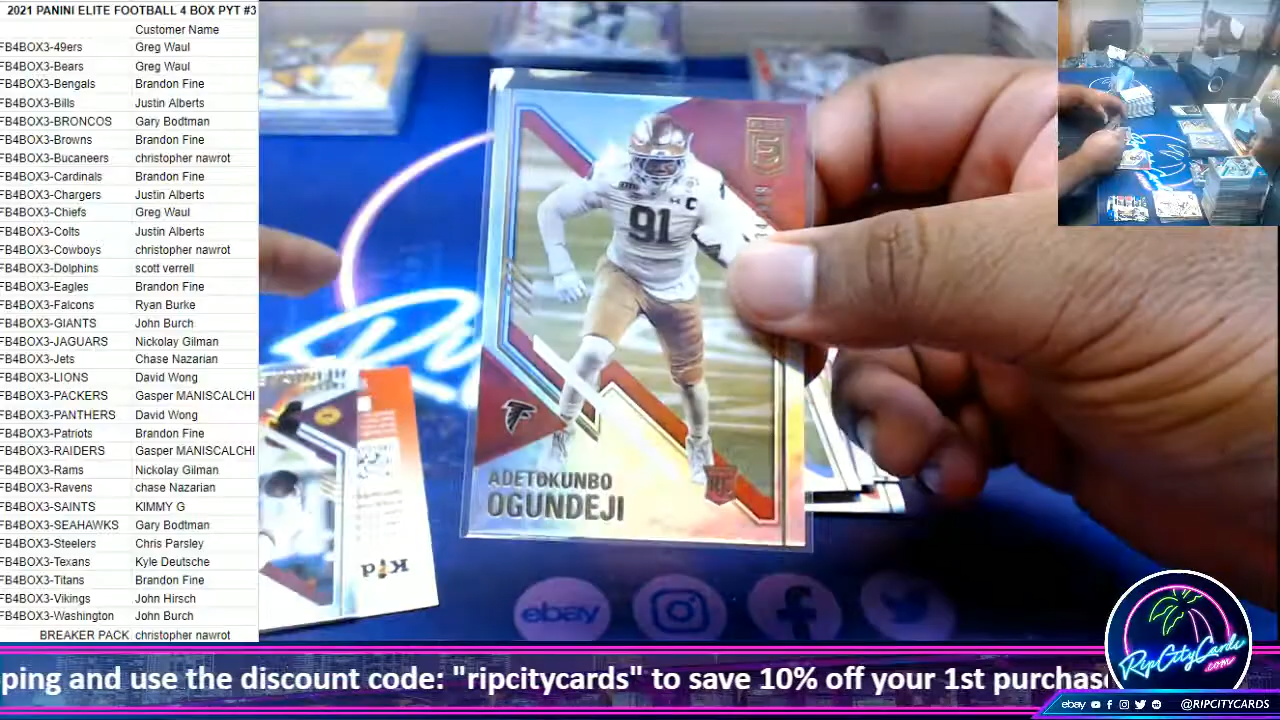 2021 PANINI ELITE FOOTBALL 4 BOX PYT #3
Customer Name
FB4BOX3-49ers Greg Waul
FB4BOX3-Bears Greg Waul
FB4BOX3-Bengals Brandon Fine
FB4BOX3-Bills Justin Alberts
FB4BOX3-BRONCOS Gary Bodtman
FB4BOX3-Browns Brandon Fine
FB4BOX3-Bucaneers christopher nawrot
FB4BOX3-Cardinals Brandon Fine
FB4BOX3-Chargers Justin Alberts
FB4BOX3-Chiefs Greg Waul
FB4BOX3-Colts Justin Alberts
FB4BOX3-Cowboys christopher nawrot
FB4BOX3-Dolphins scott verrell
FB4BOX3-Eagles Brandon Fine
FB4BOX3-Falcons Ryan Burke
FB4BOX3-GIANTS John Burch
FB4BOX3-JAGUARS Nickolay Gilman
FB4BOX3-Jets Chase Nazarian
FB4BOX3-LIONS David Wong
FB4BOX3-PACKERS Gasper MANISCALCHI
FB4BOX3-PANTHERS David Wong
FB4BOX3-Patriots Brandon Fine
FB4BOX3-RAIDERS Gasper MANISCALCHI
FB4BOX3-Rams Nickolay Gilman
FB4BOX3-Ravens chase Nazarian
FB4BOX3-SAINTS KIMMY G
FB4BOX3-SEAHAWKS Gary Bodtman
FB4BOX3-Steelers Chris Parsley
FB4BOX3-Texans Kyle Deutsche
FB4BOX3-Titans Brandon Fine
FB4BOX3-Vikings John Hirsch
FB4BOX3-Washington John Burch
BREAKER PACK christopher nawrot
C
91
ADETOKUNBO
OGUNDEJI
RC
ebay
RipCityCards
.com
ping and use the discount code: "ripcitycards" to save 10% off your 1st purchas
ebay @RIPCITYCARDS